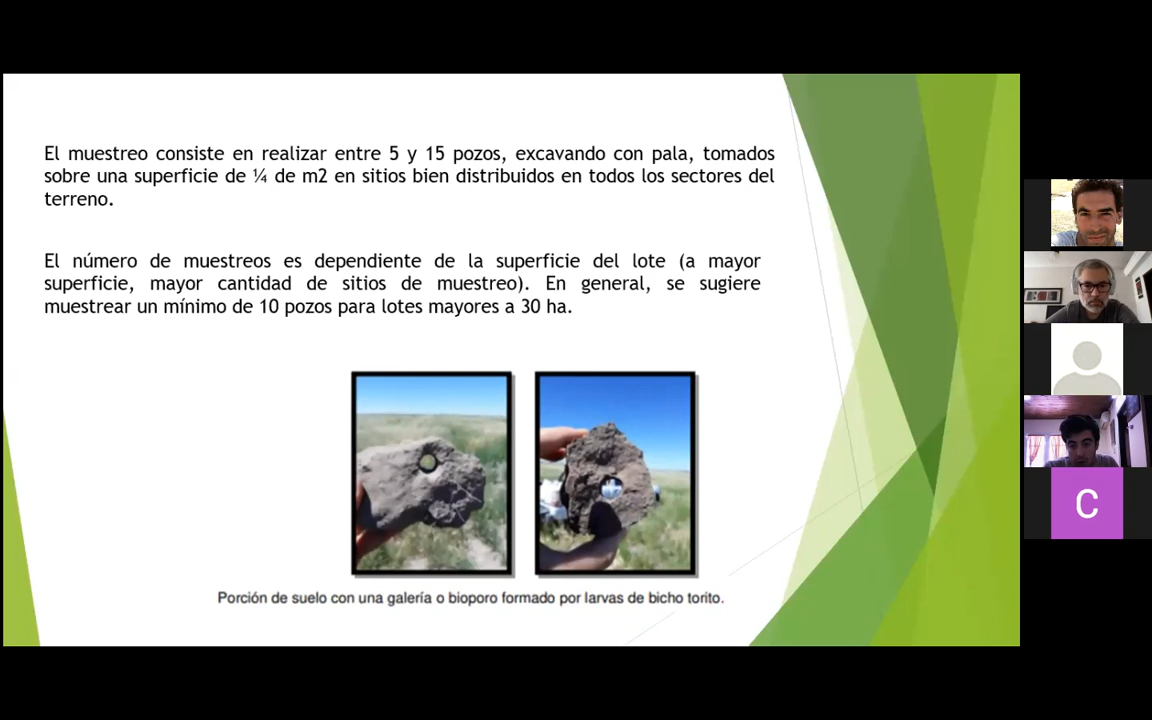 El muestreo consiste en realizar entre 5 y 15 pozos, excavando con pala, tomados
sobre una superficie de ¼ de m2 en sitios bien distribuidos en todos los sectores del
terreno.
El número de muestreos es dependiente de la superficie del lote (a mayor
superficie, mayor cantidad de sitios de muestreo). En general, se sugiere
muestrear un mínimo de 10 pozos para lotes mayores a 30 ha.
Porción de suelo con una galería o bioporo formado por larvas de bicho torito.
C